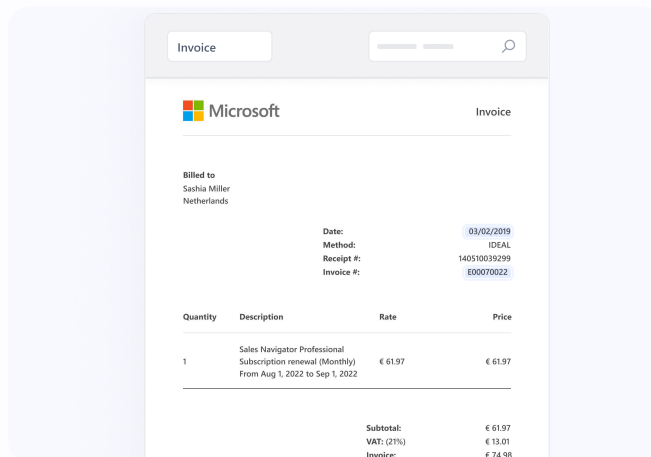 Invoice
Microsoft
Invoice
Billed to
Sashia Miller
Netherlands
Date: 03/02/2019
Method: IDEAL
Receipt #: 140510039299
Invoice #: E00070022
Quantity Description Rate Price
Sales Navigator Professional
1 Subscription renewal (Monthly) € 61.97 € 61.97
From Aug 1, 2022 to Sep 1, 2022
Subtotal: € 61.97
VAT: (21%) € 13.01
Invoice: € 74.98